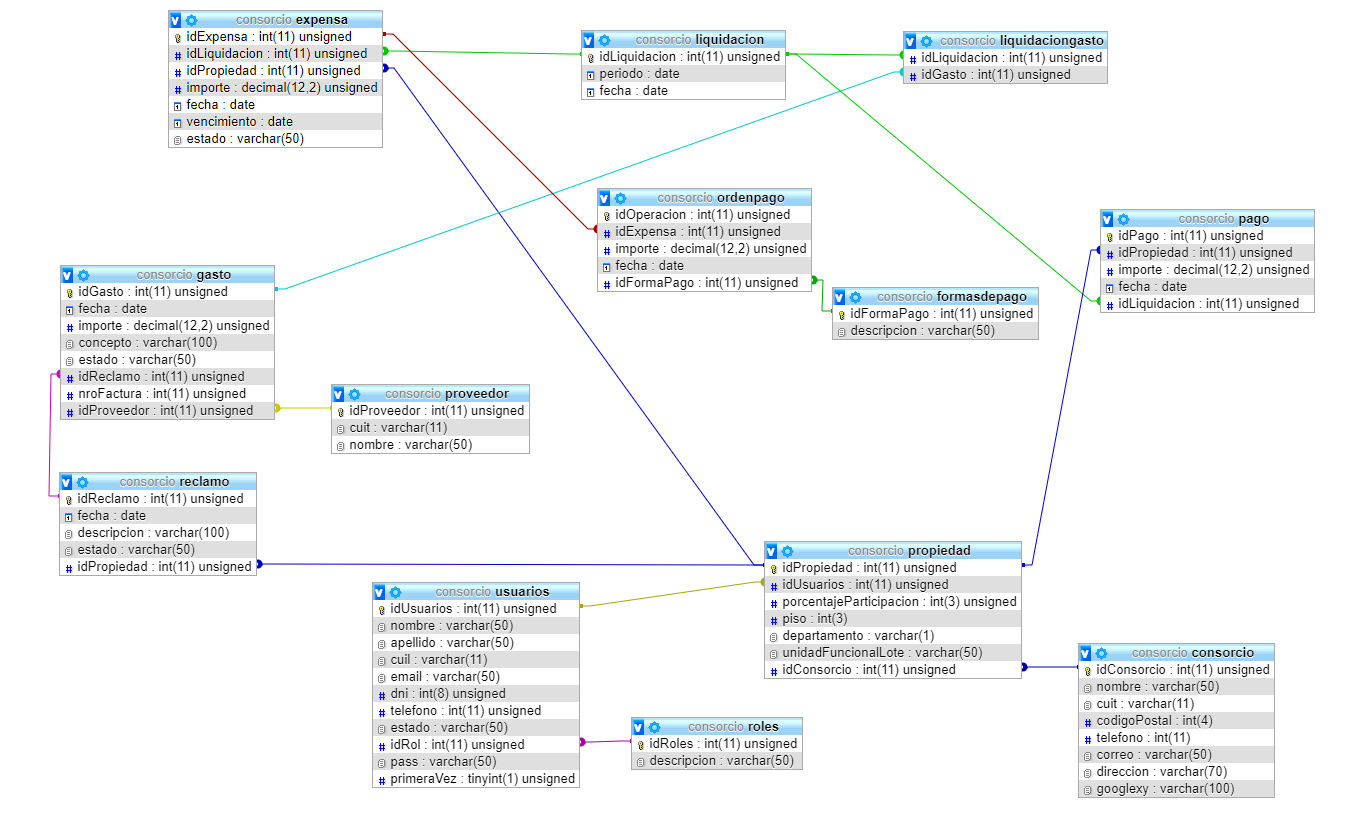 consorcio expensa
idExpensa : int(11) unsigned
idLiquidacion : int(11) unsigned
idPropiedad : int(11) unsigned
importe : decimal(12,2) unsigned
fecha : date
vencimiento : date
estado : varchar(50)
consorcio liquidacion
idLiquidacion : int(11) unsigned
periodo : date
fecha : date
consorcio liquidaciongasto
idLiquidacion : int(11) unsigned
idGasto : int(11) unsigned
consorcio ordenpago
idOperacion : int(11) unsigned
idExpensa : int(11) unsigned
importe : decimal(12,2) unsigned
fecha : date
idFormaPago : int(11) unsigned
consorcio pago
idPago : int(11) unsigned
idPropiedad : int(11) unsigned
importe : decimal(12,2) unsigned
fecha : date
idLiquidacion : int(11) unsigned
consorcio gasto
idGasto : int(11) unsigned
fecha : date
importe : decimal(12,2) unsigned
concepto : varchar(100)
estado : varchar(50)
idReclamo : int(11) unsigned
nroFactura : int(11) unsigned
idProveedor : int(11) unsigned
consorcio formasdepago
idFormaPago : int(11) unsigned
descripcion : varchar(50)
consorcio proveedor
idProveedor : int(11) unsigned
cuit : varchar(11)
nombre : varchar(50)
consorcio reclamo
idReclamo : int(11) unsigned
fecha : date
descripcion : varchar(100)
estado : varchar(50)
idPropiedad : int(11) unsigned
consorcio propiedad
idPropiedad : int(11) unsigned
idUsuarios : int(11) unsigned
porcentajeParticipacion : int(3) unsigned
piso : int(3)
departamento : varchar(1)
unidadFuncionalLote : varchar(50)
idConsorcio : int(11) unsigned
consorcio usuarios
idUsuarios : int(11) unsigned
nombre : varchar(50)
apellido : varchar(50)
cuil : varchar(11)
email : varchar(50)
dni : int(8) unsigned
telefono : int(11) unsigned
estado : varchar(50)
idRol : int(11) unsigned
pass : varchar(50)
primeraVez : tinyint(1) unsigned
consorcio roles
idRoles : int(11) unsigned
descripcion : varchar(50)
consorcio consorcio
idConsorcio : int(11) unsigned
nombre : varchar(50)
cuit : varchar(11)
codigoPostal : int(4)
telefono : int(11)
correo : varchar(50)
direccion : varchar(70)
googlexy : varchar(100)